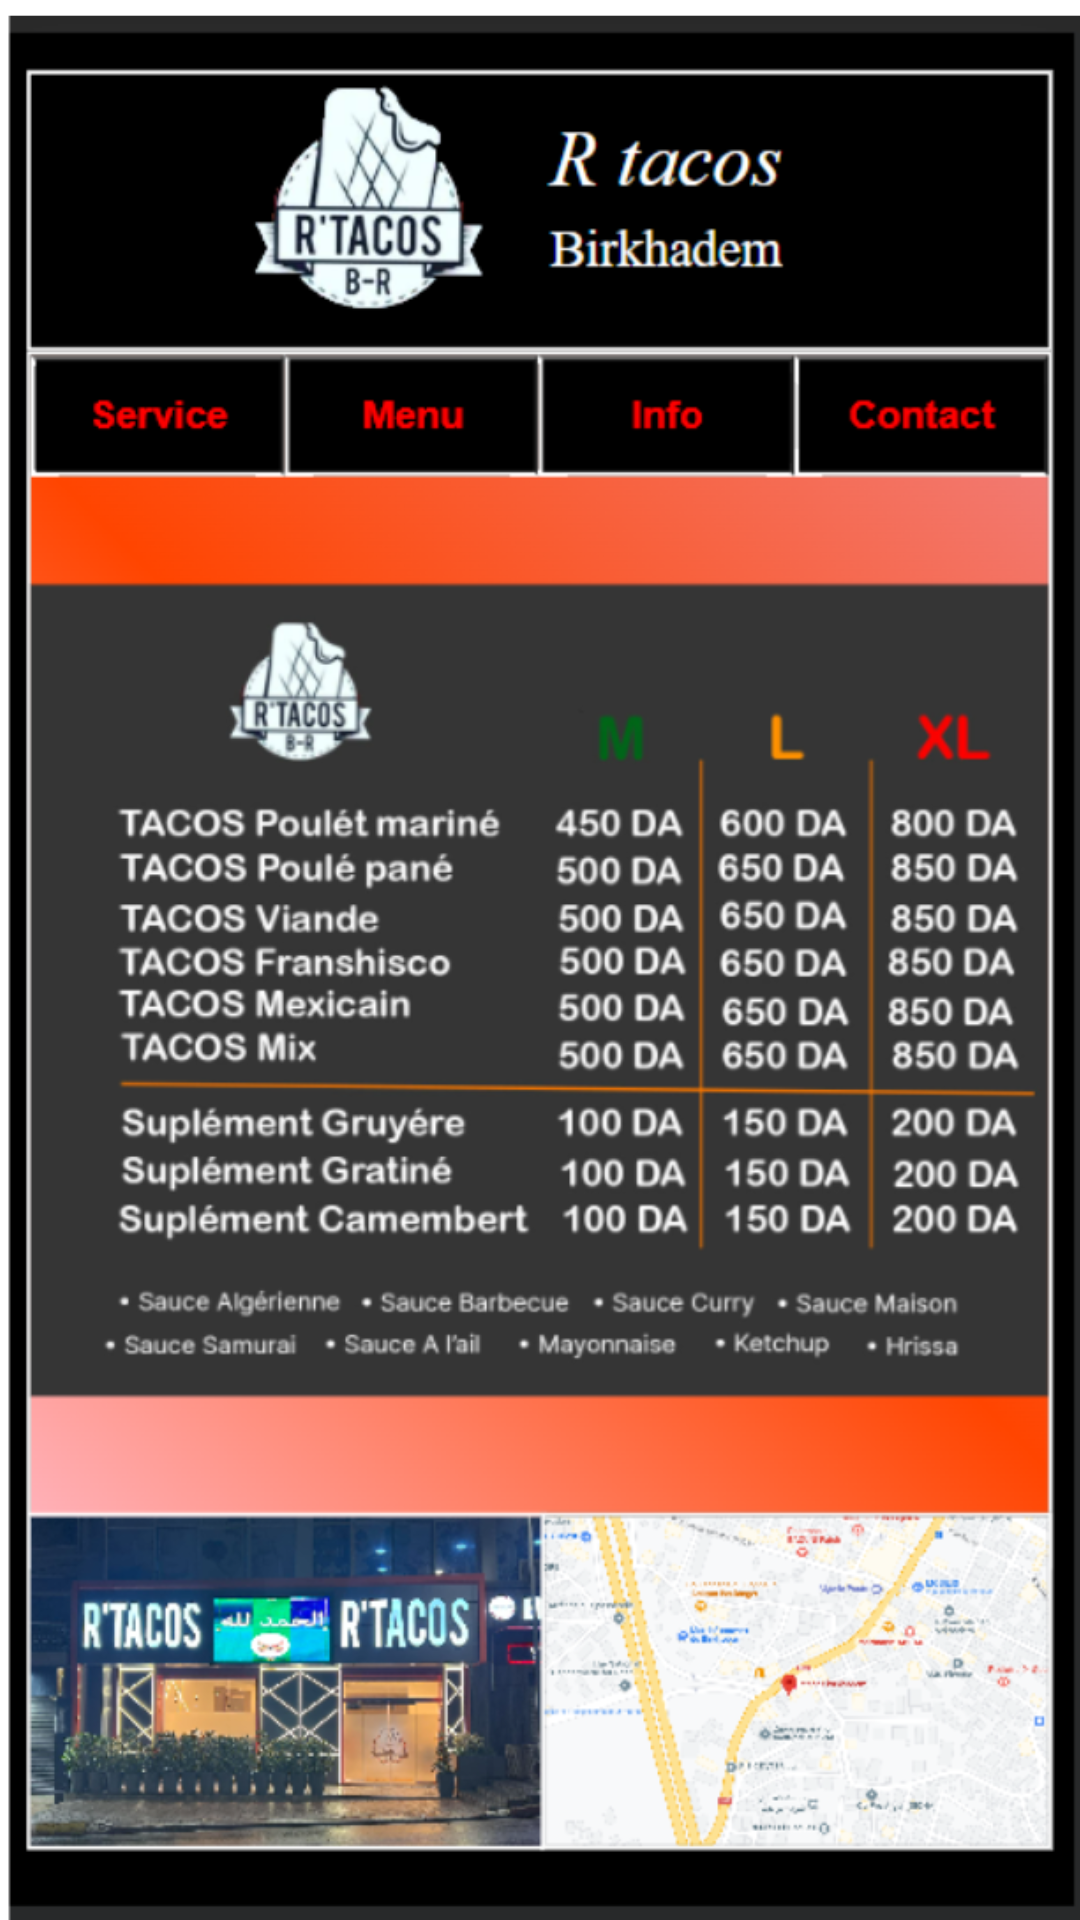 R'TACOS
B-R
R tacos
Birkhadem
Service Menu Info Contact
R'TACOS
B-R
M L XL
TACOS Poulét mariné 450 DA 600 DA 800 DA
TACOS Poulé pané 500 DA 650 DA 850 DA
TACOS Viande 500 DA 650 DA 850 DA
TACOS Franshisco 500 DA 650 DA 850 DA
TACOS Mexicain 500 DA 650 DA 850 DA
TACOS Mix 500 DA 650 DA 850 DA
Suplément Gruyére 100 DA 150 DA 200 DA
Suplément Gratiné 100 DA 150 DA 200 DA
Suplément Camembert 100 DA 150 DA 200 DA
• Sauce Algérienne • Sauce Barbecue • Sauce Curry • Sauce Maison
• Sauce Samurai • Sauce A l'ail • Mayonnaise • Ketchup • Hrissa
R'TACOS الحمد لله R'TACOS